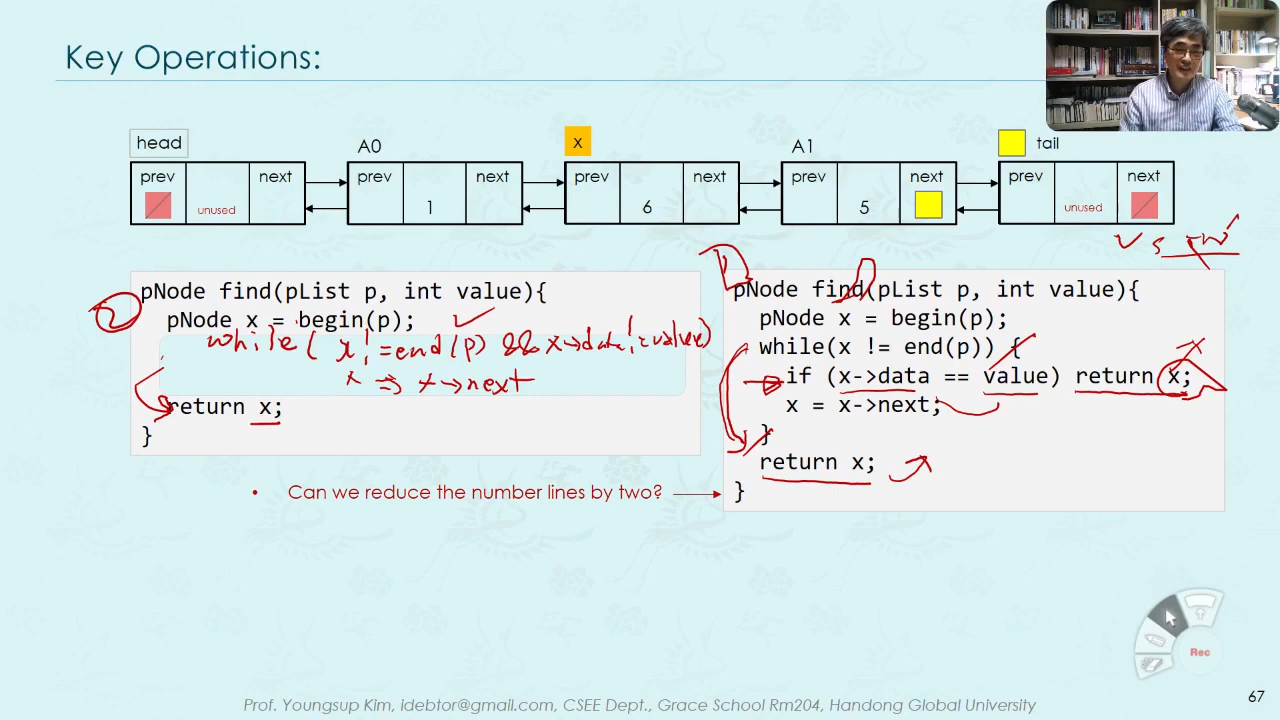 Key Operations:
head
A0
x
A1
tail
prev next
unused
prev next
1
prev next
6
prev next
5
prev next
unused
pNode find(pList p, int value){
pNode x = begin(p);
while( x != end(p) && x→data != value)
x = x→next
return x;
}
pNode find(pList p, int value){
pNode x = begin(p);
while(x != end(p)) {
if (x->data == value) return x;
x = x->next;
}
return x;
}
• Can we reduce the number lines by two?
Rec
Prof. Youngsup Kim, idebtor@gmail.com, CSEE Dept., Grace School Rm204, Handong Global University
67